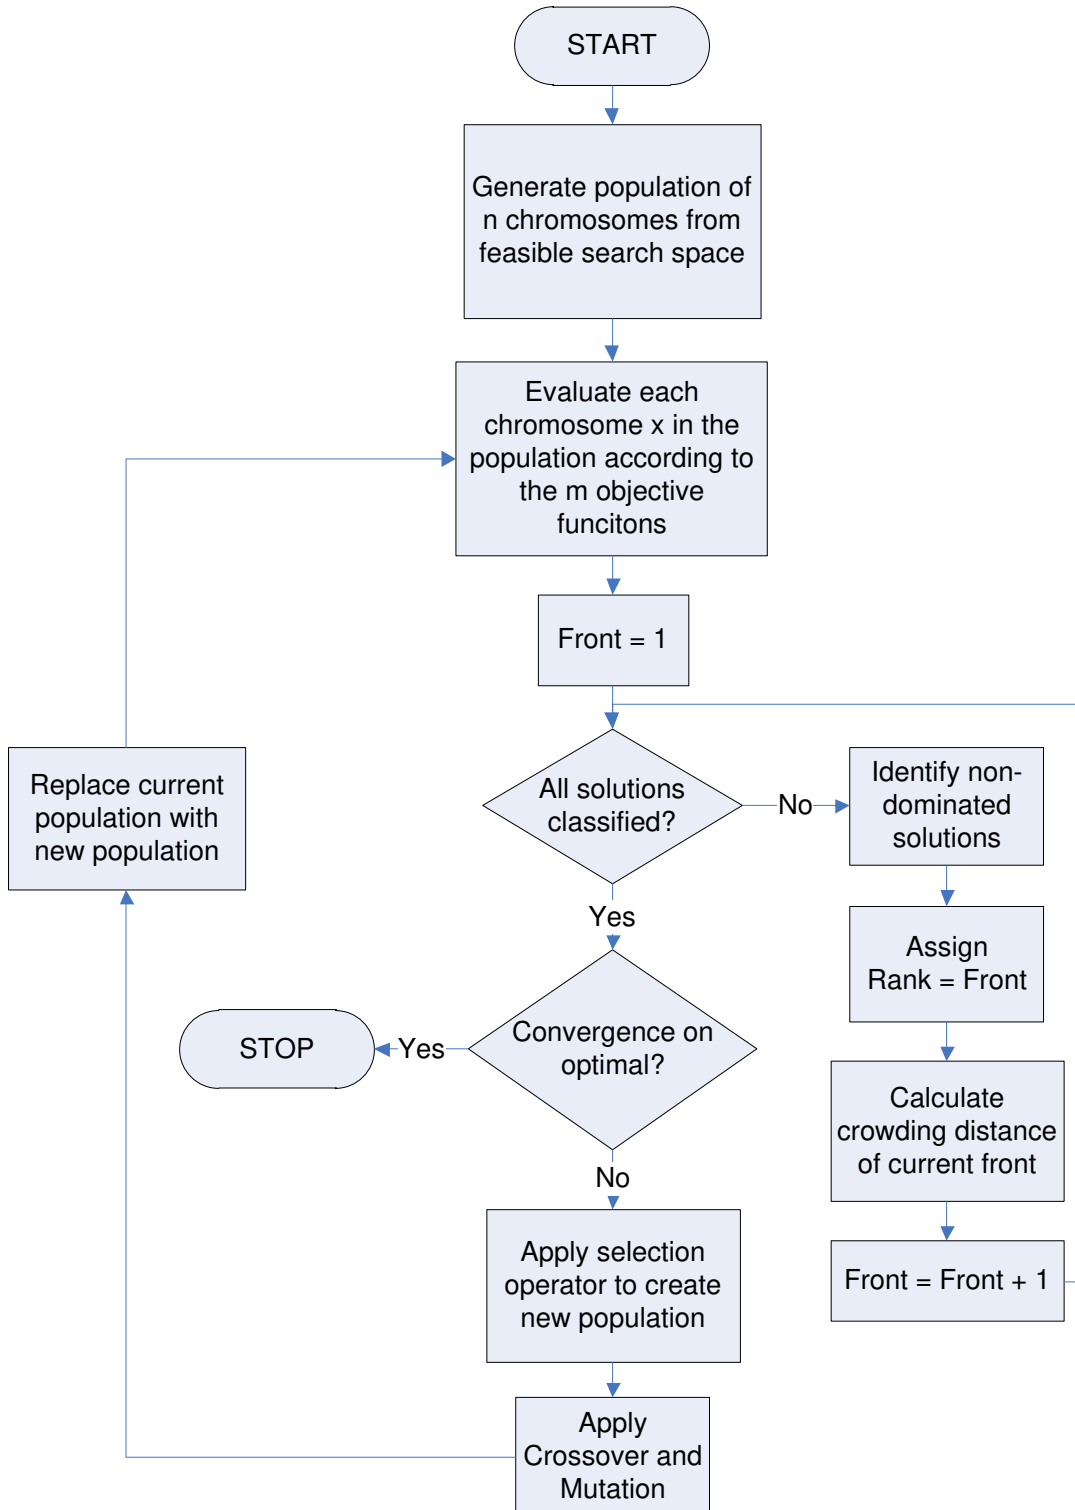 START
Generate population of
n chromosomes from
feasible search space
Evaluate each
chromosome x in the
population according to
the m objective
funcitons
Front = 1
All solutions
classified?
No
Identify non-
dominated
solutions
Replace current
population with
new population
Yes
Assign
Rank = Front
Convergence on
optimal?
Yes
STOP
Calculate
crowding distance
of current front
No
Apply selection
operator to create
new population
Front = Front + 1
Apply
Crossover and
Mutation